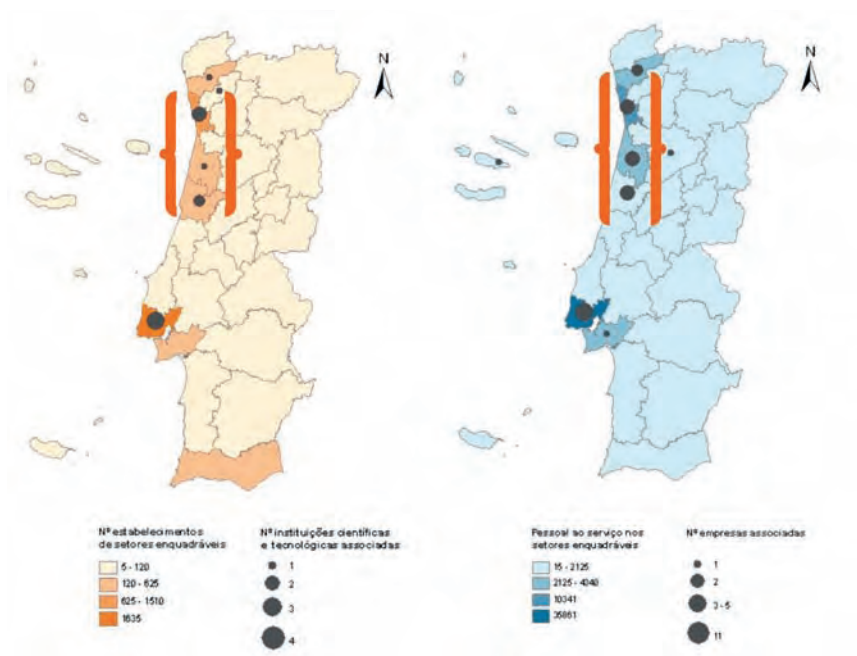 N
N
Nº estabelecimentos
de setores enquadráveis
5 - 120
120 - 625
625 - 1510
1635
Nº instituições científicas
e tecnológicas associadas
1
2
3
4
Pessoal ao serviço nos
setores enquadráveis
15 - 2125
2125 - 4040
10341
35861
Nº empresas associadas
1
2
3 - 5
11